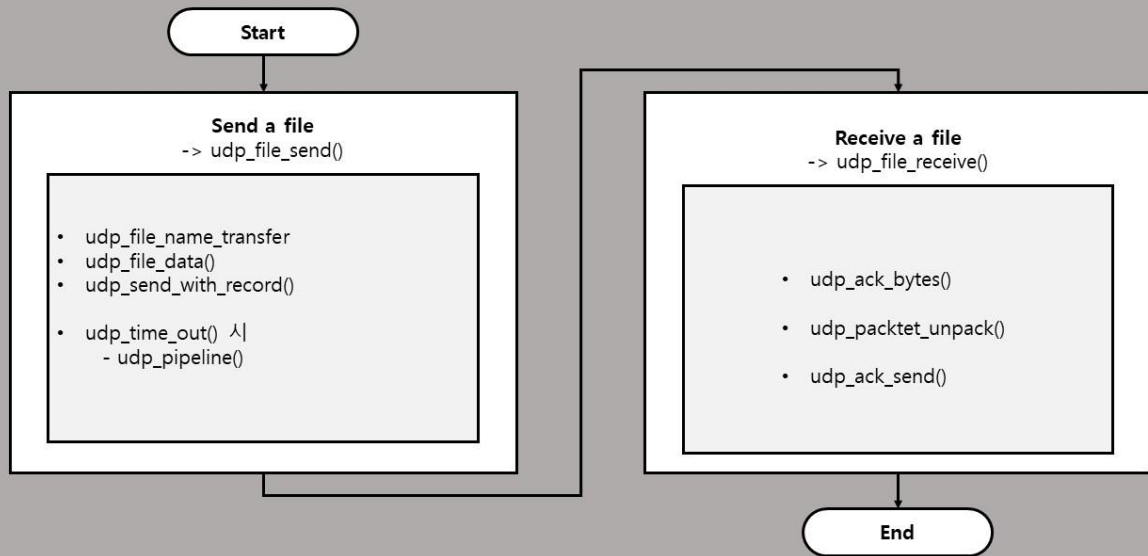 Start
Send a file
-> udp_file_send()
• udp_file_name_transfer
• udp_file_data()
• udp_send_with_record()
• udp_time_out() 시
- udp_pipeline()
Receive a file
-> udp_file_receive()
• udp_ack_bytes()
• udp_packtet_unpack()
• udp_ack_send()
End